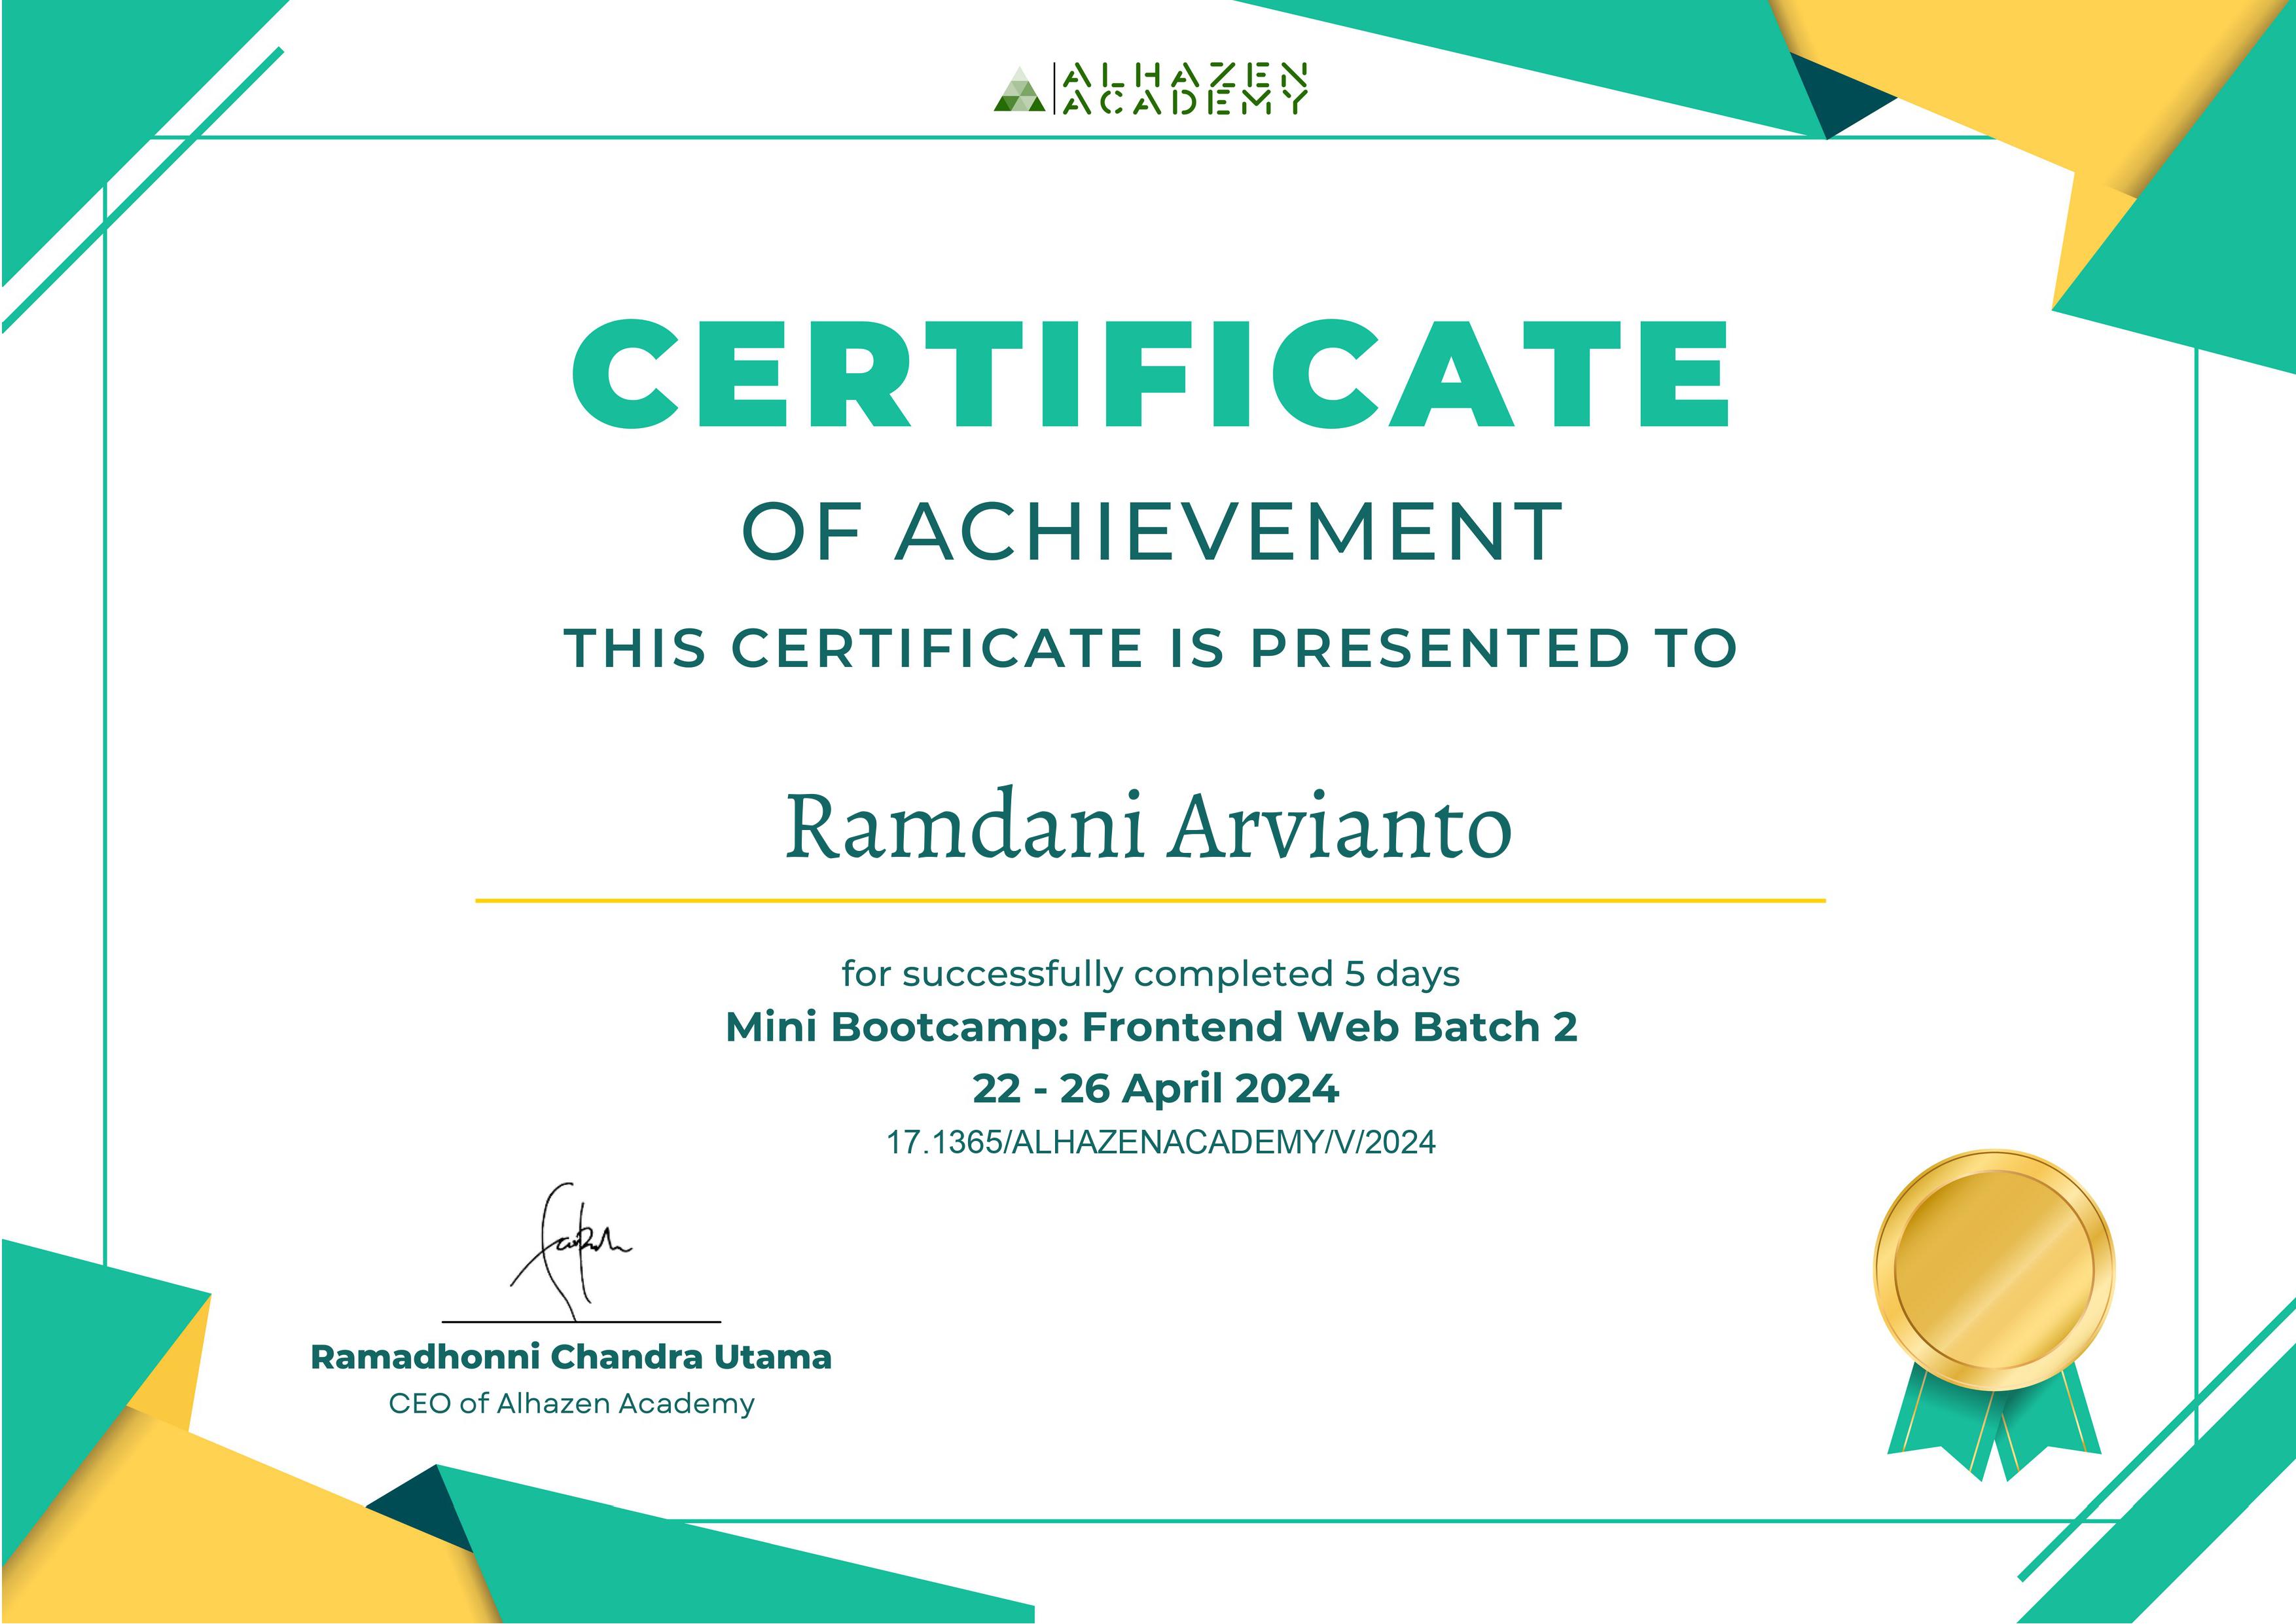 ALHAZEN
ACADEMY
CERTIFICATE
OF ACHIEVEMENT
THIS CERTIFICATE IS PRESENTED TO
Ramdani Arvianto
for successfully completed 5 days
Mini Bootcamp: Frontend Web Batch 2
22 - 26 April 2024
17.1365/ALHAZENACADEMY/V/2024
Ramadhonni Chandra Utama
CEO of Alhazen Academy